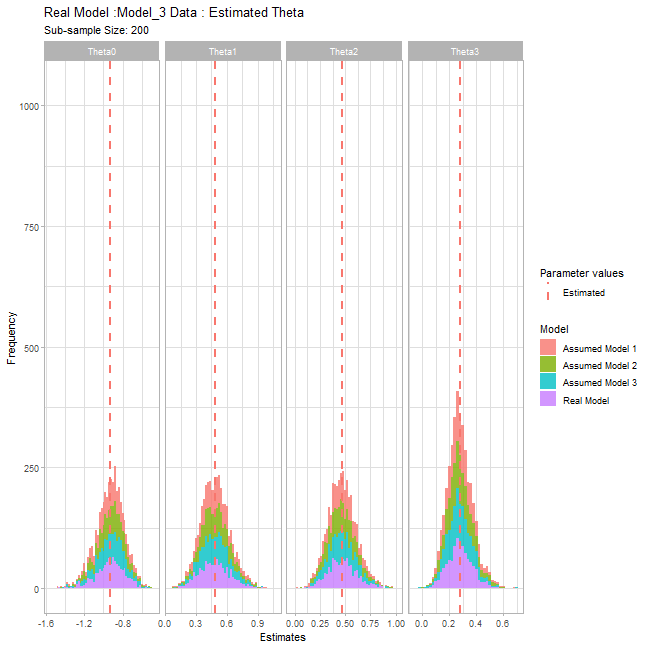 Real Model :Model_3 Data : Estimated Theta
Sub-sample Size: 200
Theta0 Theta1 Theta2 Theta3
1000
750
500
250
0
Frequency
-1.6 -1.2 -0.8 0.0 0.3 0.6 0.9 0.00 0.25 0.50 0.75 1.00 0.0 0.2 0.4 0.6
Estimates
Parameter values
Estimated
Model
Assumed Model 1
Assumed Model 2
Assumed Model 3
Real Model